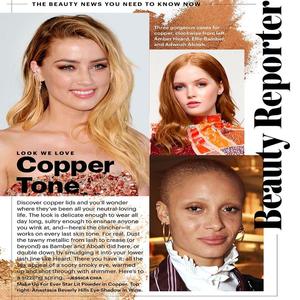 THE BEAUTY NEWS YOU NEED TO KNOW NOW
Beauty Reporter
Three gorgeous cases for
copper, clockwise from left:
Amber Heard, Ellie Bamber,
and Adwoah Aboah.
LOOK WE LOVE
Copper
Tone
Discover copper lids and you'll wonder
where they've been all your neutral-loving
life. The look is delicate enough to wear all
day long, sultry enough to ensnare anyone
you wink at, and—here's the clincher—it
works on every last skin tone. For real. Dust
the tawny metallic from lash to crease (or
beyond) as Bamber and Aboah did here, or
double down by smudging it into your lower
lash line like Heard. There you have it: all the
sex appeal of a sooty smoky eye, warmed
up and shot through with shimmer. Here's to
a sizzling spring. —JESSICA CHIA
Make Up For Ever Star Lit Powder in Copper. Top
right: Anastasia Beverly Hills Eye Shadow in